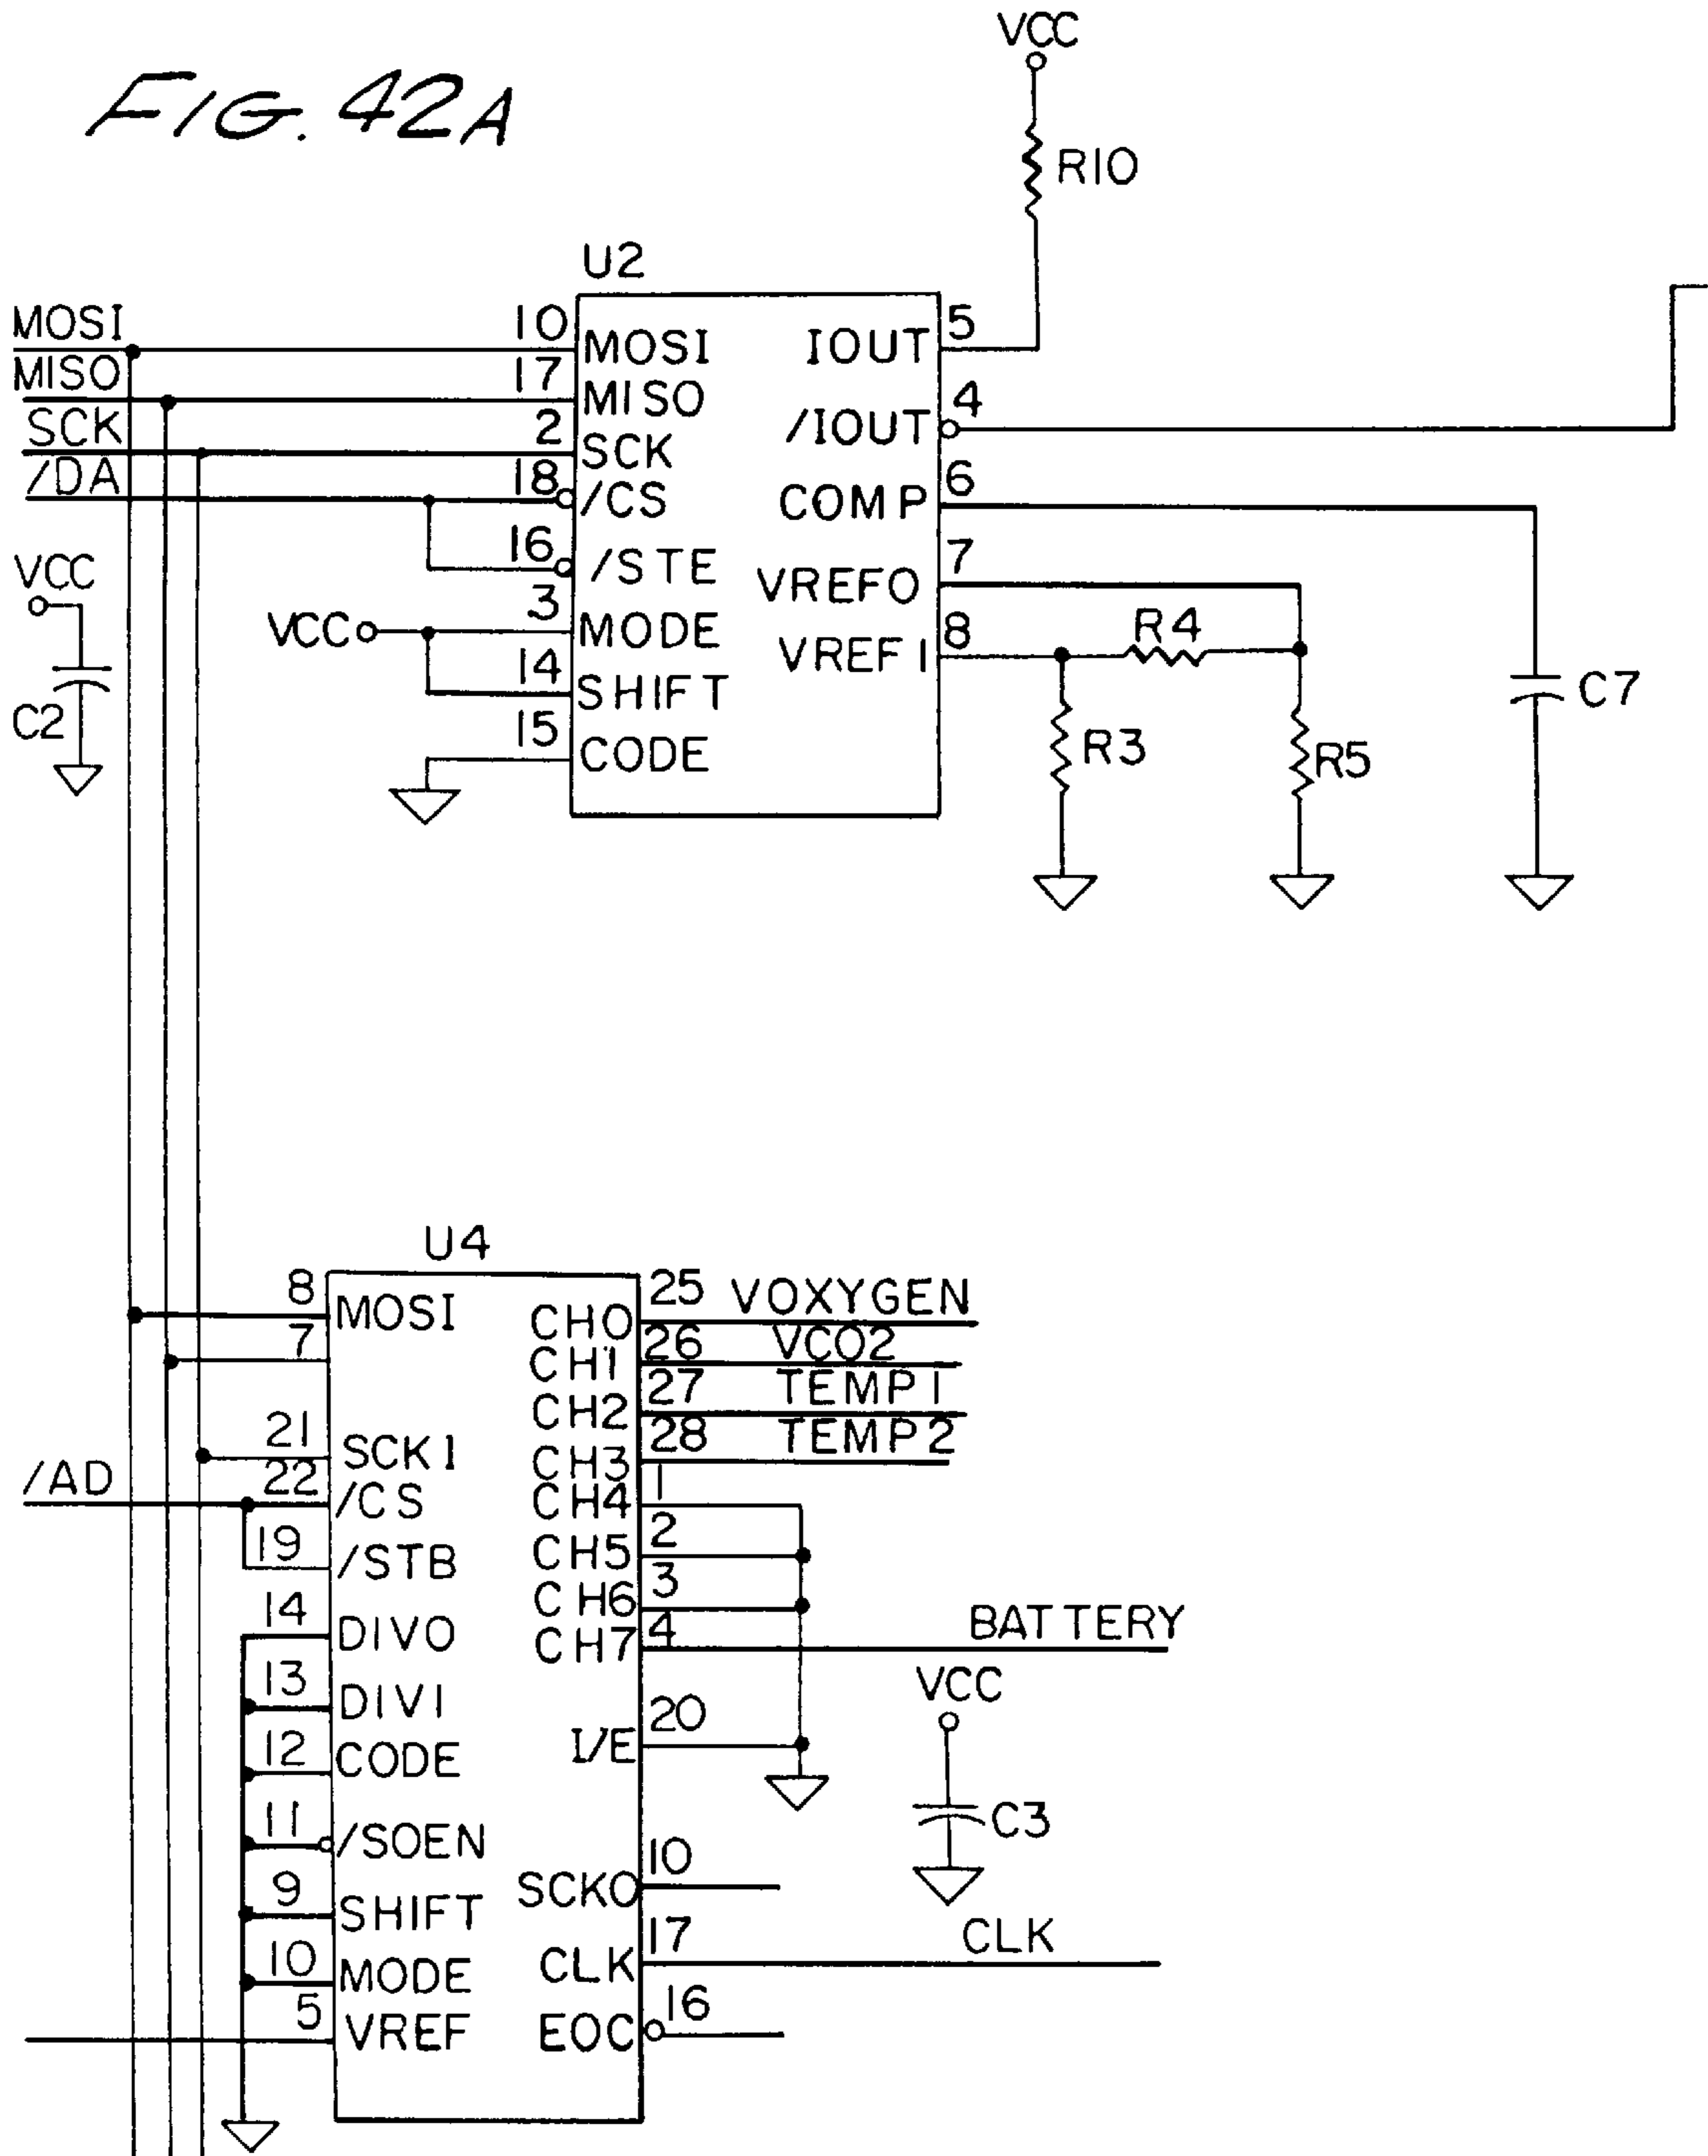 FIG. 42A
VCC
R10
U2
MOSI
MISO
SCK
/DA
10
17
2
18
16
3
14
15
MOSI
MISO
SCK
/CS
/STE
MODE
SHIFT
CODE
IOUT
/IOUT
COMP
VREFO
VREF1
5
4
6
7
8
VCC
C2
VCC
R4
R3
R5
C7
U4
8
7
21
22
19
14
13
12
11
9
10
5
/AD
MOSI
SCK1
/CS
/STB
DIVO
DIV1
CODE
/SOEN
SHIFT
MODE
VREF
CH0
CH1
CH2
CH3
CH4
CH5
CH6
CH7
I/E
SCKO
CLK
EOC
25 VOXYGEN
26 VCO2
27 TEMP1
28 TEMP2
1
2
3
4 BATTERY
20
VCC
C3
10
17 CLK
16